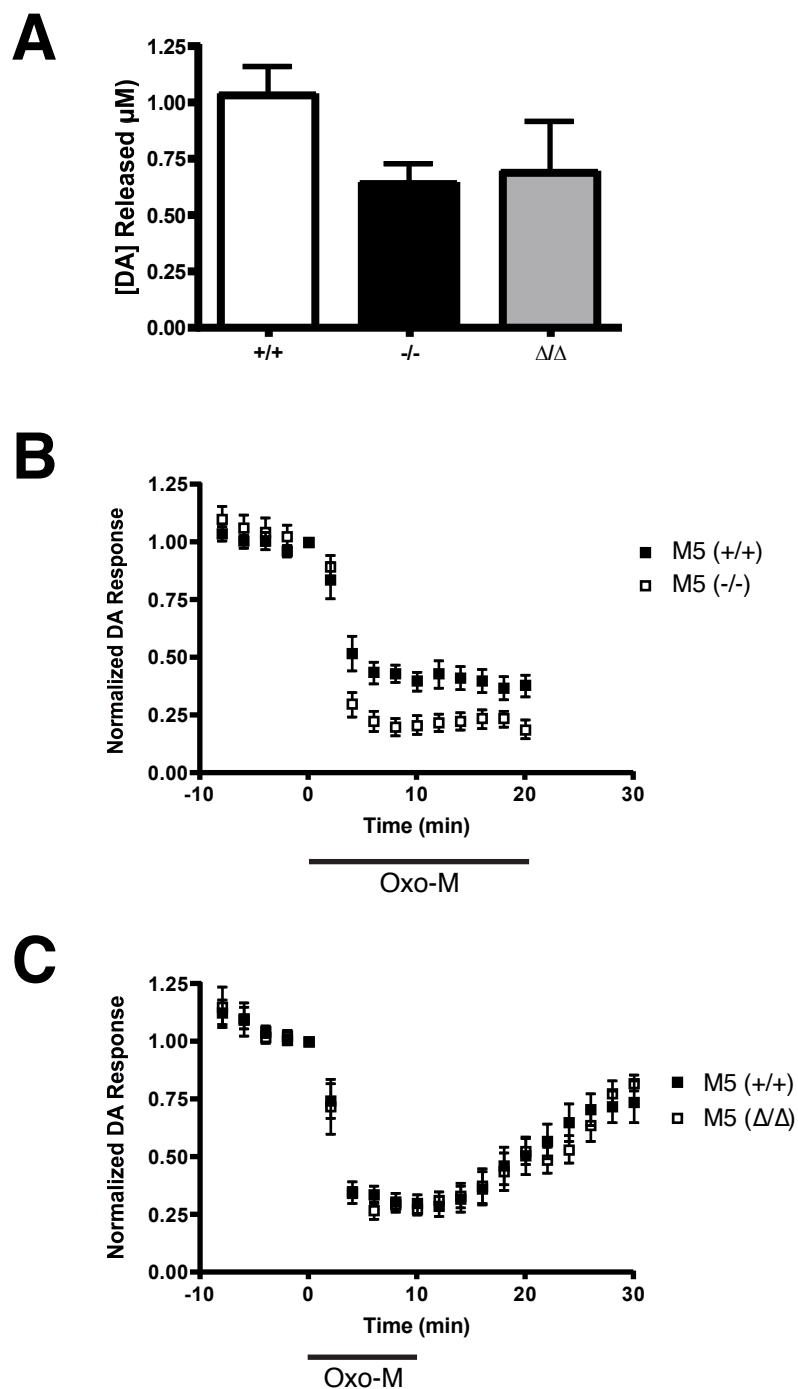 A
[DA] Released µM)
1.25
1.00
0.75
0.50
0.25
0.00
+/+
-/-
Δ/Δ
B
Normalized DA Response
1.25
1.00
0.75
0.50
0.25
0.00
-10
0
10
20
30
Time (min)
Oxo-M
M5 (+/+)
M5 (-/-)
C
Normalized DA Response
1.25
1.00
0.75
0.50
0.25
0.00
-10
0
10
20
30
Time (min)
Oxo-M
M5 (+/+)
M5 (Δ/Δ)